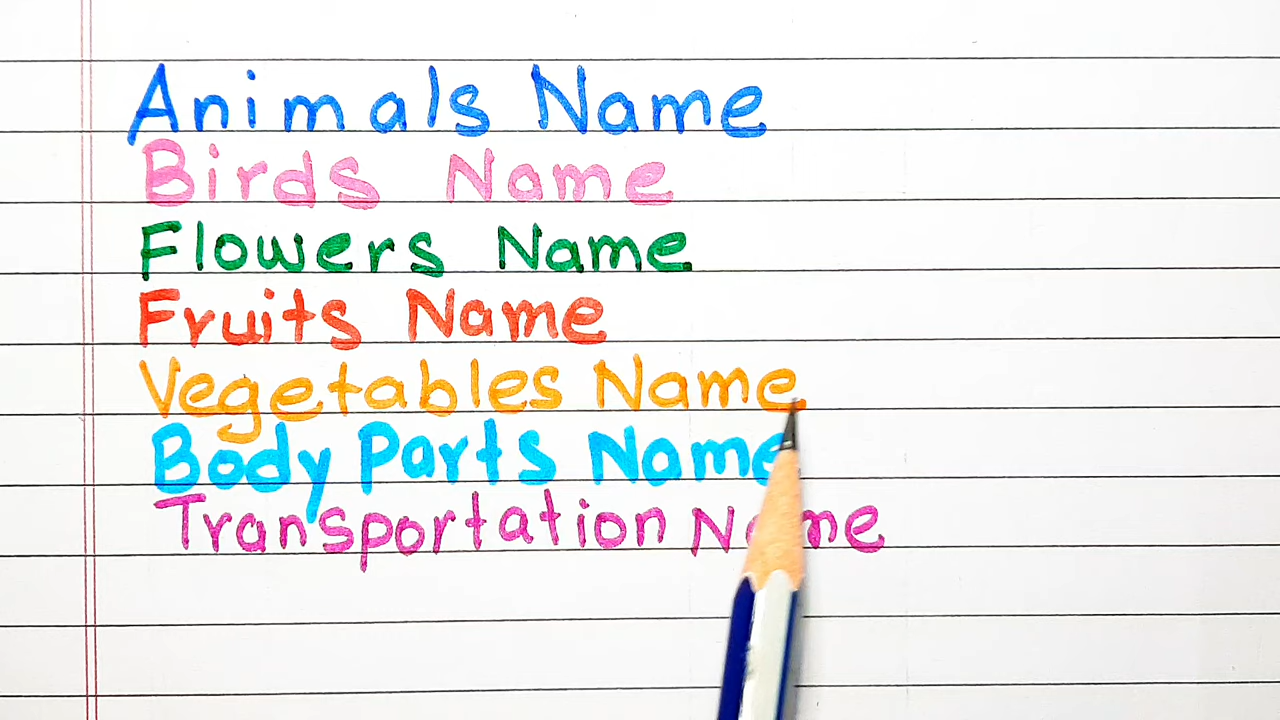 Animals Name
Birds Name
Flowers Name
Fruits Name
Vegetables Name
Body Parts Name
Transportation Name